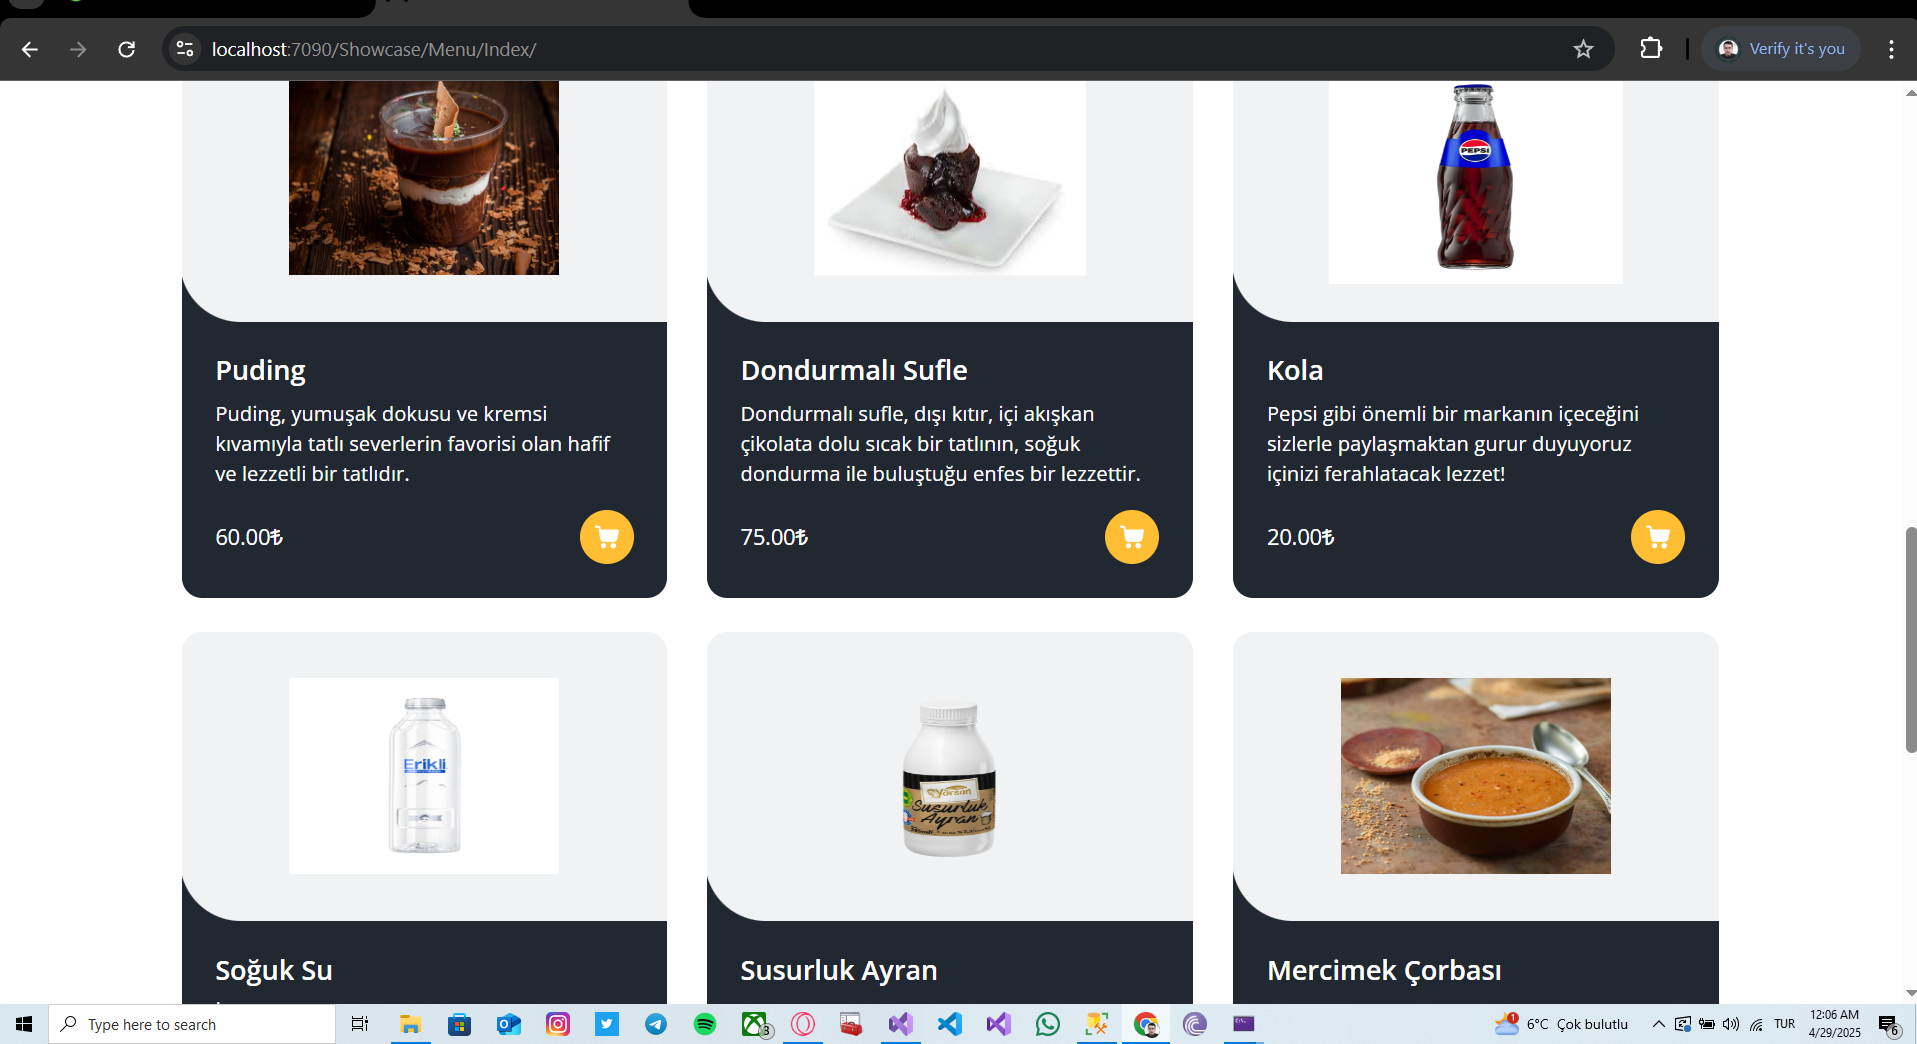 localhost:7090/Showcase/Menu/Index/
Verify it's you
PEPSI
Puding
Puding, yumuşak dokusu ve kremsi
kıvamıyla tatlı severlerin favorisi olan hafif
ve lezzetli bir tatlıdır.
60.00₺
Dondurmalı Sufle
Dondurmalı sufle, dışı kıtır, içi akışkan
çikolata dolu sıcak bir tatlının, soğuk
dondurma ile buluştuğu enfes bir lezzettir.
75.00₺
Kola
Pepsi gibi önemli bir markanın içeceğini
sizlerle paylaşmaktan gurur duyuyoruz
içinizi ferahlatacak lezzet!
20.00₺
Erikli
Yörsan
Susurluk
Ayran
Soğuk Su
Susurluk Ayran
Mercimek Çorbası
Type here to search
3
1
6°C Çok bulutlu
TUR
12:06 AM
4/29/2025
6